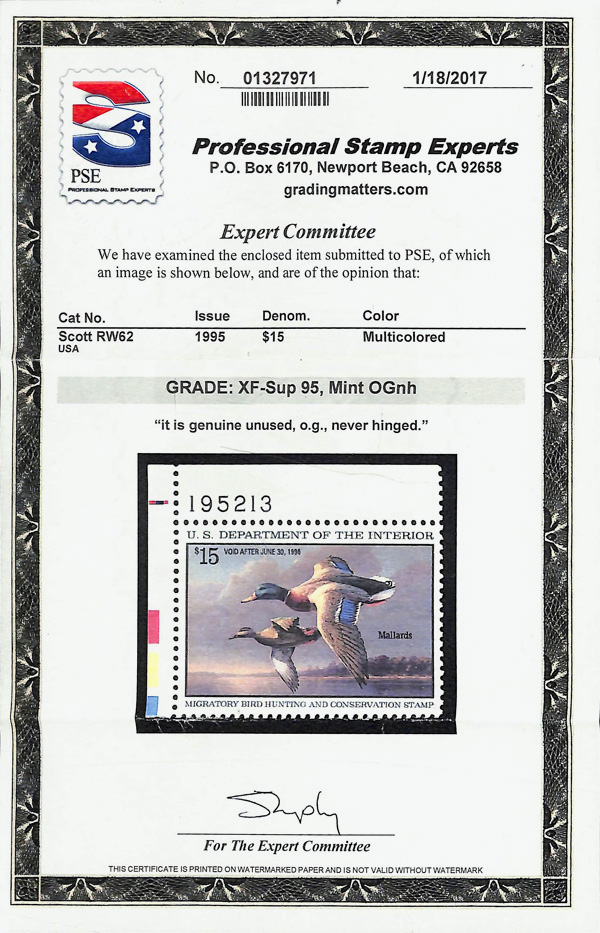 No. 01327971 1/18/2017
PSE
PROFESSIONAL STAMP EXPERTS
Professional Stamp Experts
P.O. Box 6170, Newport Beach, CA 92658
gradingmatters.com
Expert Committee
We have examined the enclosed item submitted to PSE, of which
an image is shown below, and are of the opinion that:
Cat No. Issue Denom. Color
Scott RW62 1995 $15 Multicolored
USA
GRADE: XF-Sup 95, Mint OGnh
“it is genuine unused, o.g., never hinged.”
195213
U.S. DEPARTMENT OF THE INTERIOR
$15 VOID AFTER JUNE 30, 1996
Mallards
MIGRATORY BIRD HUNTING AND CONSERVATION STAMP
For The Expert Committee
THIS CERTIFICATE IS PRINTED ON WATERMARKED PAPER AND IS NOT VALID WITHOUT WATERMARK